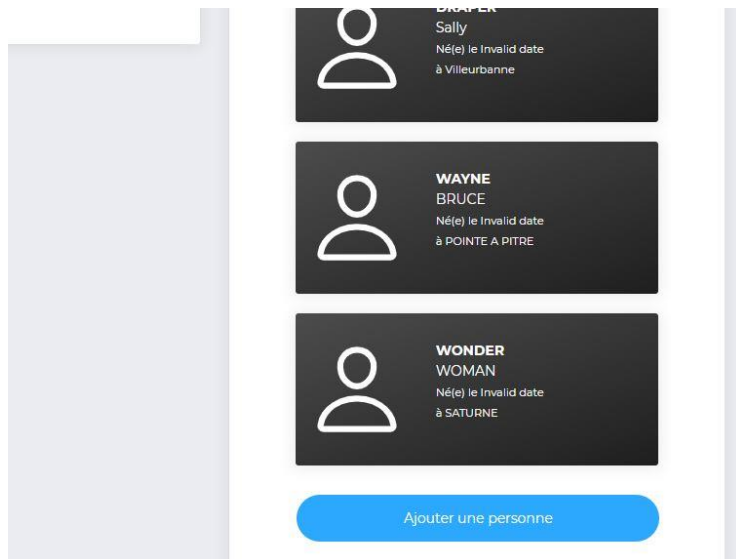 DRAPER
Sally
Né(e) le Invalid date
à Villeurbanne
WAYNE
BRUCE
Né(e) le Invalid date
à POINTE A PITRE
WONDER
WOMAN
Né(e) le Invalid date
à SATURNE
Ajouter une personne